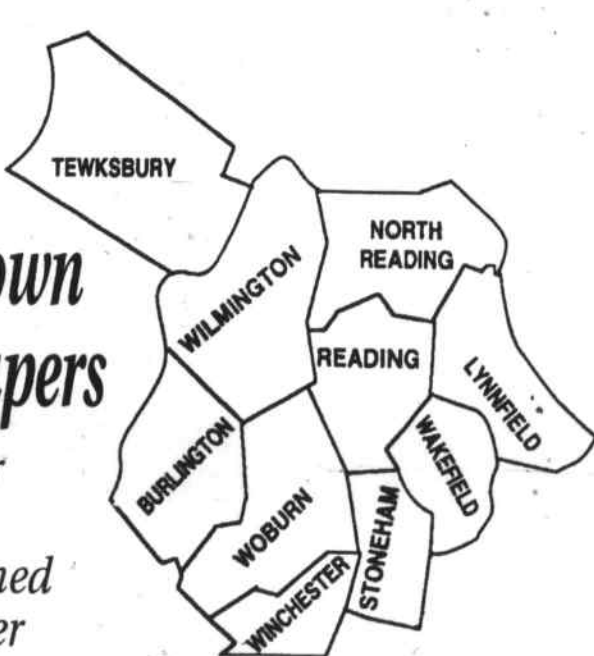 TEWKSBURY
NORTH
READING
WILMINGTON
READING
LYNNFIELD
BURLINGTON
WAKEFIELD
WOBURN
STONEHAM
WINCHESTER